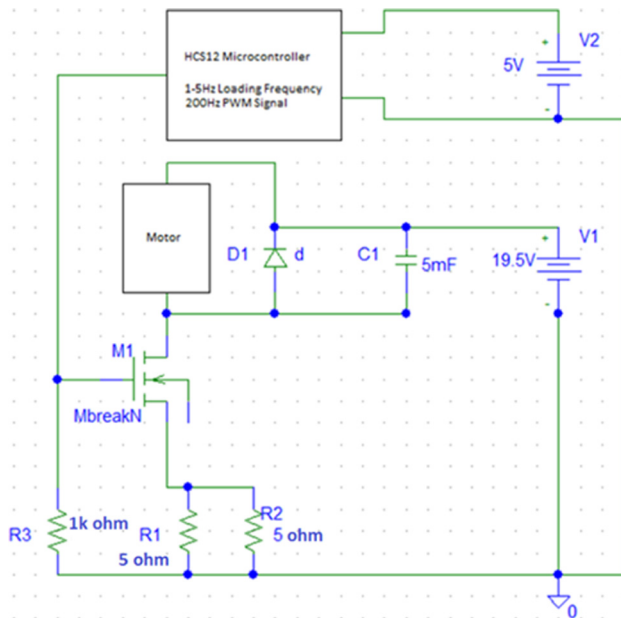 HCS12 Microcontroller
1-5Hz Loading Frequency
200Hz PWM Signal
V2
5V
+
-
Motor
D1
d
C1
5mF
V1
19.5V
+
-
M1
MbreakN
R3
1k ohm
R1
5 ohm
R2
5 ohm
0